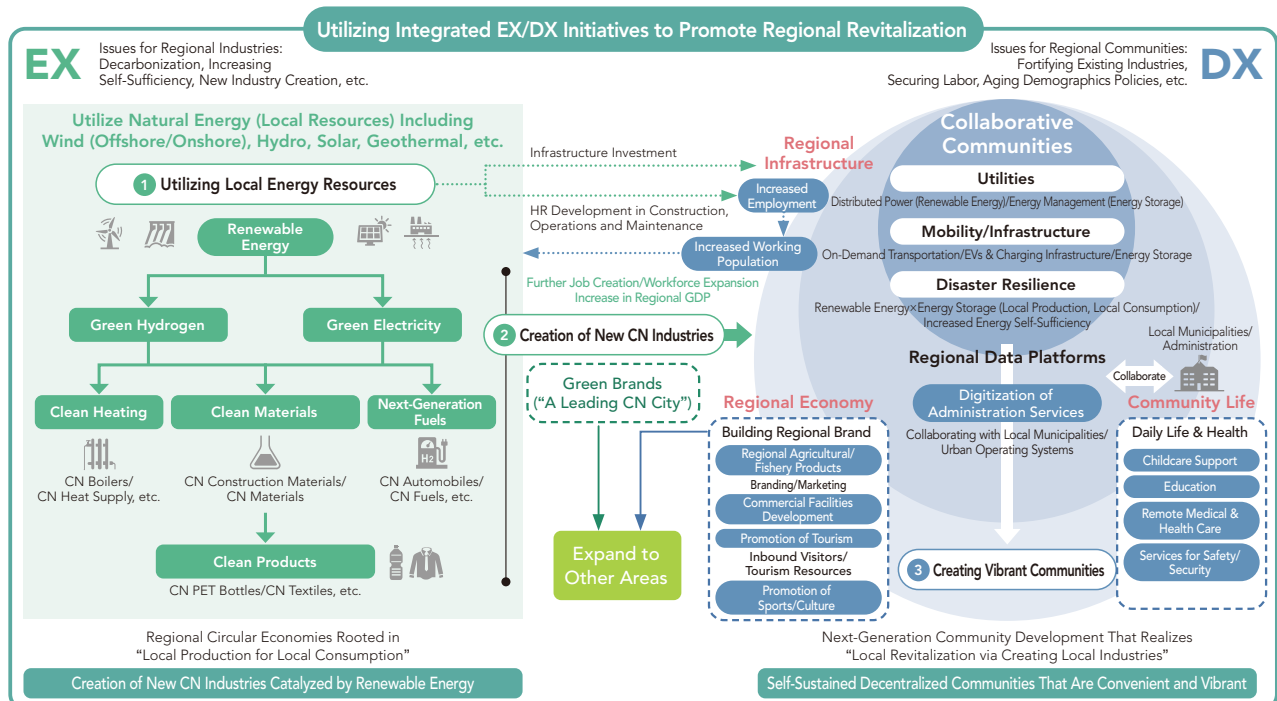 Utilizing Integrated EX/DX Initiatives to Promote Regional Revitalization
EX
Issues for Regional Industries:
Decarbonization, Increasing
Self-Sufficiency, New Industry Creation, etc.
Issues for Regional Communities:
Fortifying Existing Industries,
Securing Labor, Aging Demographics Policies, etc.
DX
Utilize Natural Energy (Local Resources) Including
Wind (Offshore/Onshore), Hydro, Solar, Geothermal, etc.
1 Utilizing Local Energy Resources
Renewable
Energy
Green Hydrogen
Green Electricity
Clean Heating
Clean Materials
Next-Generation
Fuels
H2
CN Boilers/
CN Heat Supply, etc.
CN Construction Materials/
CN Materials
CN Automobiles/
CN Fuels, etc.
Clean Products
CN PET Bottles/CN Textiles, etc.
Regional Circular Economies Rooted in
“Local Production for Local Consumption”
Creation of New CN Industries Catalyzed by Renewable Energy
Infrastructure Investment
Regional
Infrastructure
Increased
Employment
HR Development in Construction,
Operations and Maintenance
Increased Working
Population
Further Job Creation/Workforce Expansion
Increase in Regional GDP
2 Creation of New CN Industries
Green Brands
(“A Leading CN City”)
Expand to
Other Areas
Collaborative
Communities
Utilities
Distributed Power (Renewable Energy)/Energy Management (Energy Storage)
Mobility/Infrastructure
On-Demand Transportation/EVs & Charging Infrastructure/Energy Storage
Disaster Resilience
Renewable Energy×Energy Storage (Local Production, Local Consumption)/
Increased Energy Self-Sufficiency
Regional Data Platforms
Local Municipalities/
Administration
Collaborate
Digitization of
Administration Services
Collaborating with Local Municipalities/
Urban Operating Systems
Regional Economy
Building Regional Brand
Regional Agricultural/
Fishery Products
Branding/Marketing
Commercial Facilities
Development
Promotion of Tourism
Inbound Visitors/
Tourism Resources
Promotion of
Sports/Culture
Community Life
Daily Life & Health
Childcare Support
Education
Remote Medical &
Health Care
Services for Safety/
Security
3 Creating Vibrant Communities
Next-Generation Community Development That Realizes
“Local Revitalization via Creating Local Industries”
Self-Sustained Decentralized Communities That Are Convenient and Vibrant